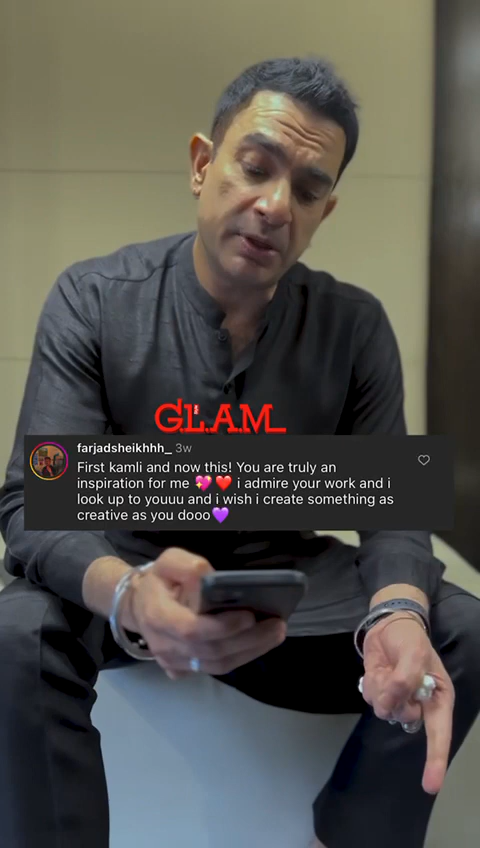 GLAM
farjadsheikhhh_ 3w
First kamli and now this! You are truly an
inspiration for me 💖❤️ i admire your work and i
look up to youuu and i wish i create something as
creative as you dooo💜